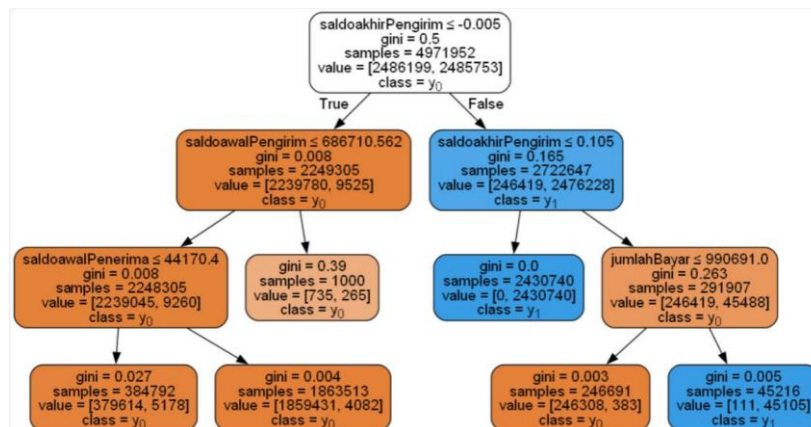 saldoakhirPengirim ≤ -0.005
gini = 0.5
samples = 4971952
value = [2486199, 2485753]
class = y₀
True
False
saldoawalPengirim ≤ 686710.562
gini = 0.008
samples = 2249305
value = [2239780, 9525]
class = y₀
saldoakhirPengirim ≤ 0.105
gini = 0.165
samples = 2722647
value = [246419, 2476228]
class = y₁
saldoawalPenerima ≤ 44170.4
gini = 0.008
samples = 2248305
value = [2239045, 9260]
class = y₀
gini = 0.39
samples = 1000
value = [735, 265]
class = y₀
gini = 0.0
samples = 2430740
value = [0, 2430740]
class = y₁
jumlahBayar ≤ 990691.0
gini = 0.263
samples = 291907
value = [246419, 45488]
class = y₀
gini = 0.027
samples = 384792
value = [379614, 5178]
class = y₀
gini = 0.004
samples = 1863513
value = [1859431, 4082]
class = y₀
gini = 0.003
samples = 246691
value = [246308, 383]
class = y₀
gini = 0.005
samples = 45216
value = [111, 45105]
class = y₁